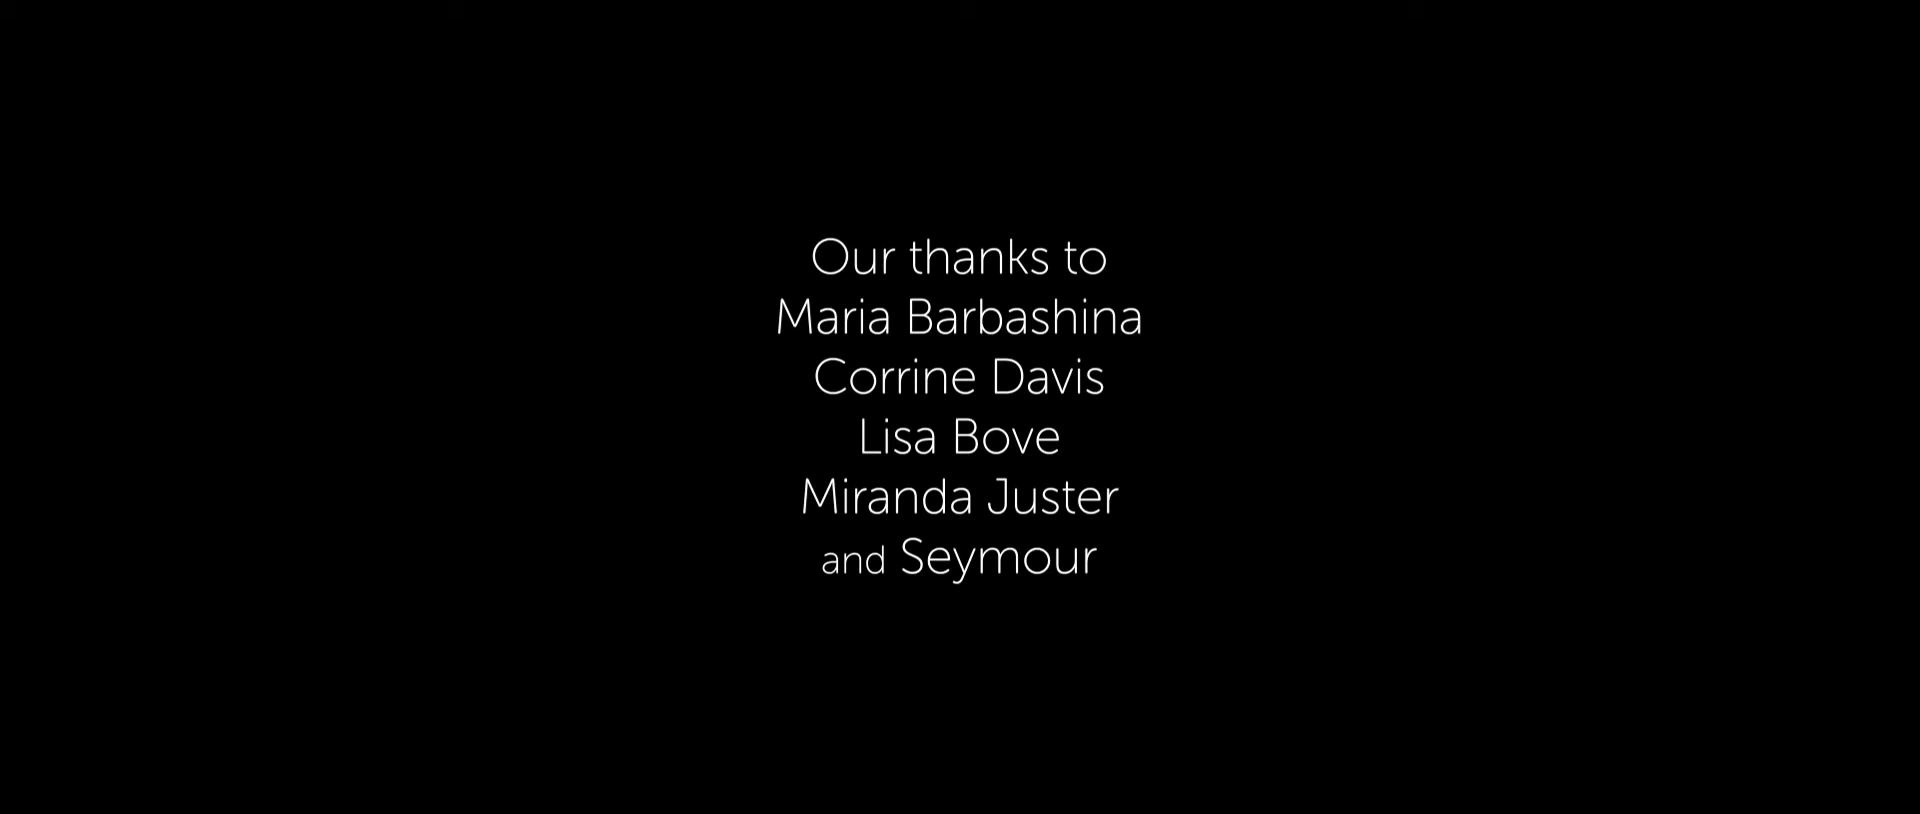 Our thanks to
Maria Barbashina
Corrine Davis
Lisa Bove
Miranda Juster
and Seymour